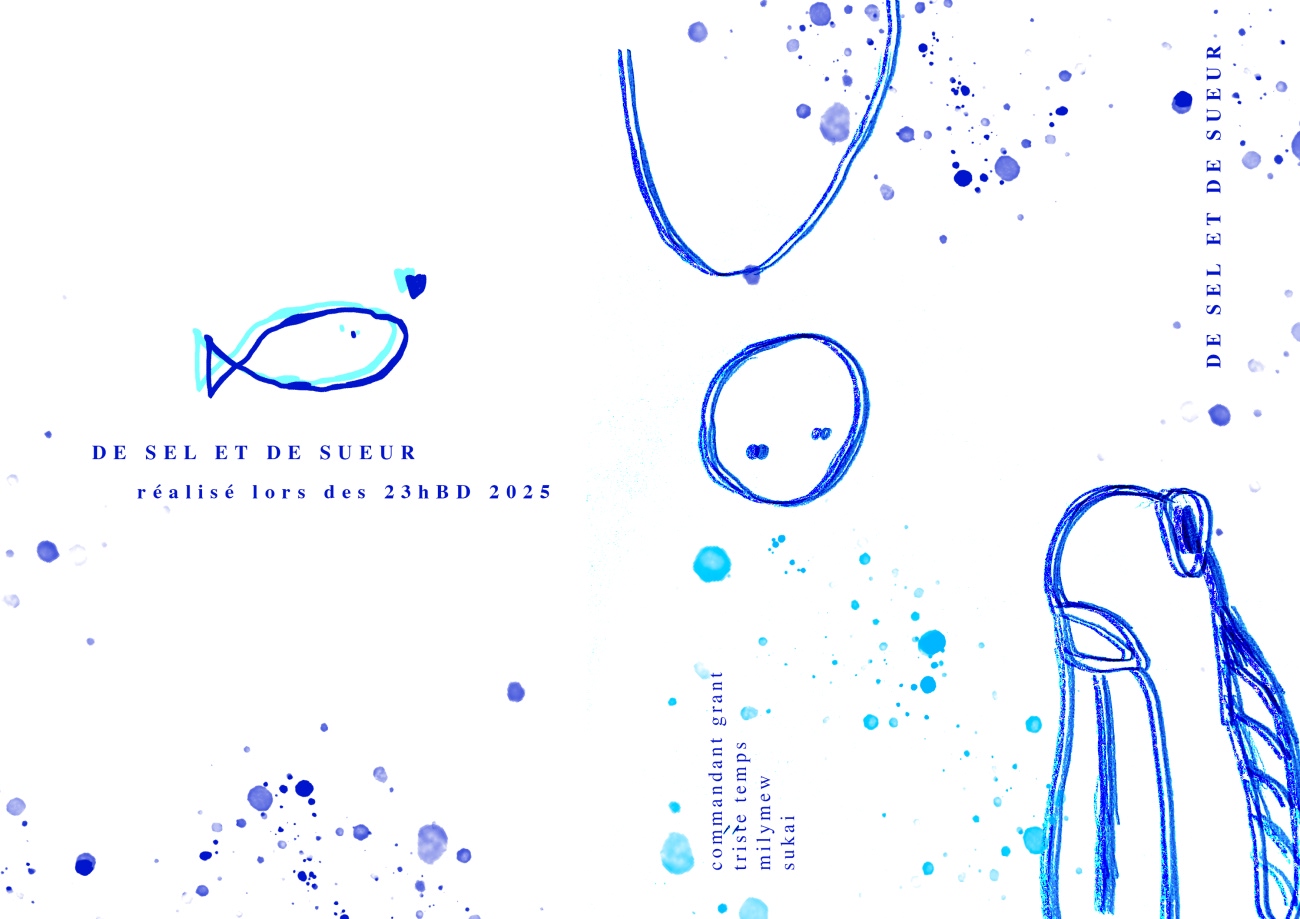 DE SEL ET DE SUEUR
réalisé lors des 23hBD 2025
DE SEL ET DE SUEUR
commandant grant
triste temps
milymew
sukai